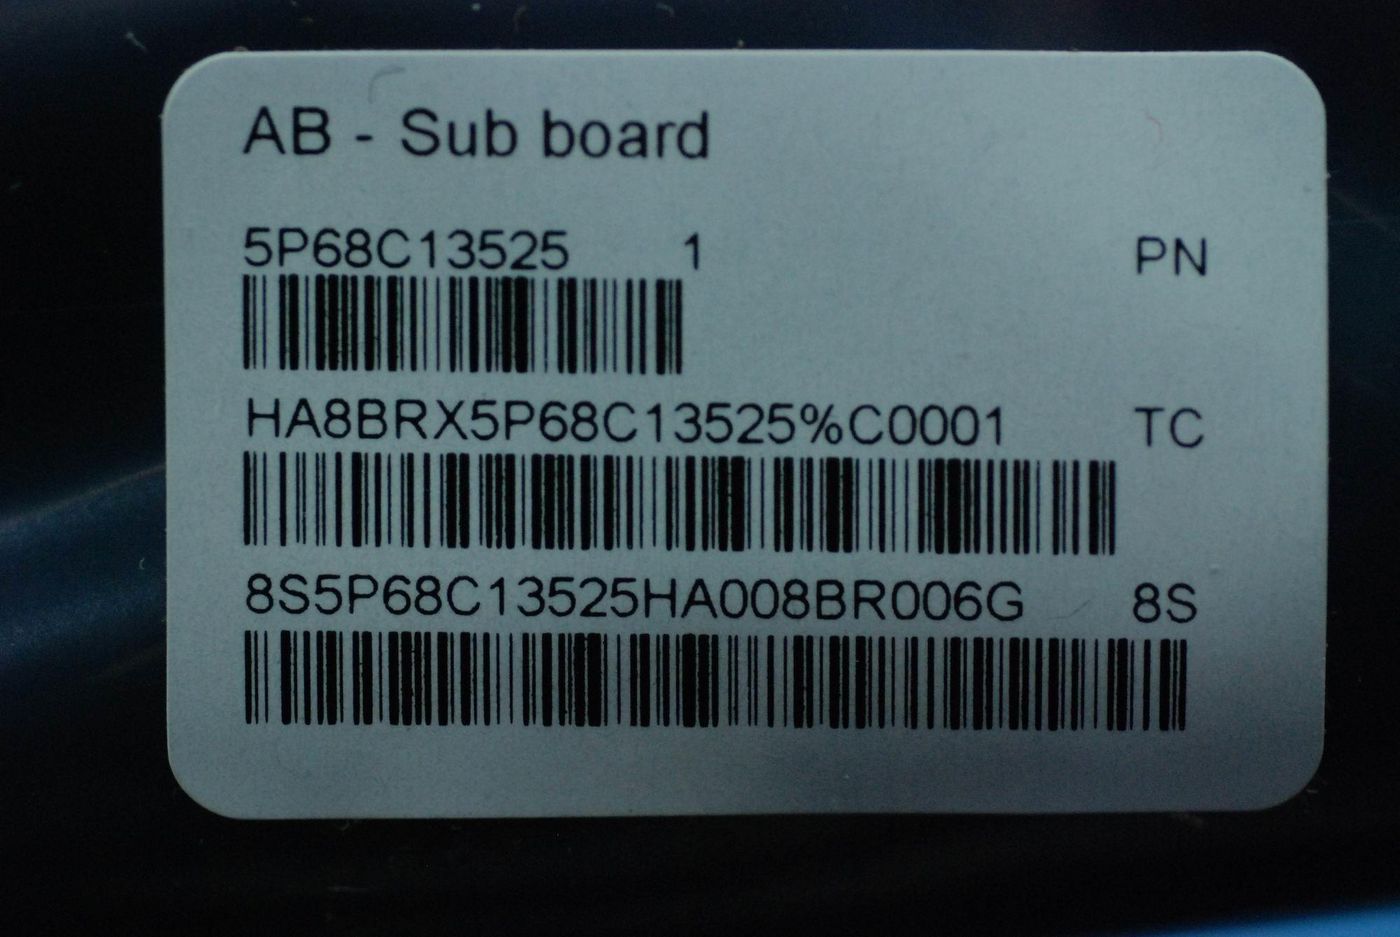 AB - Sub board
5P68C13525 1 PN
HA8BRX5P68C13525%C0001 TC
8S5P68C13525HA008BR006G 8S